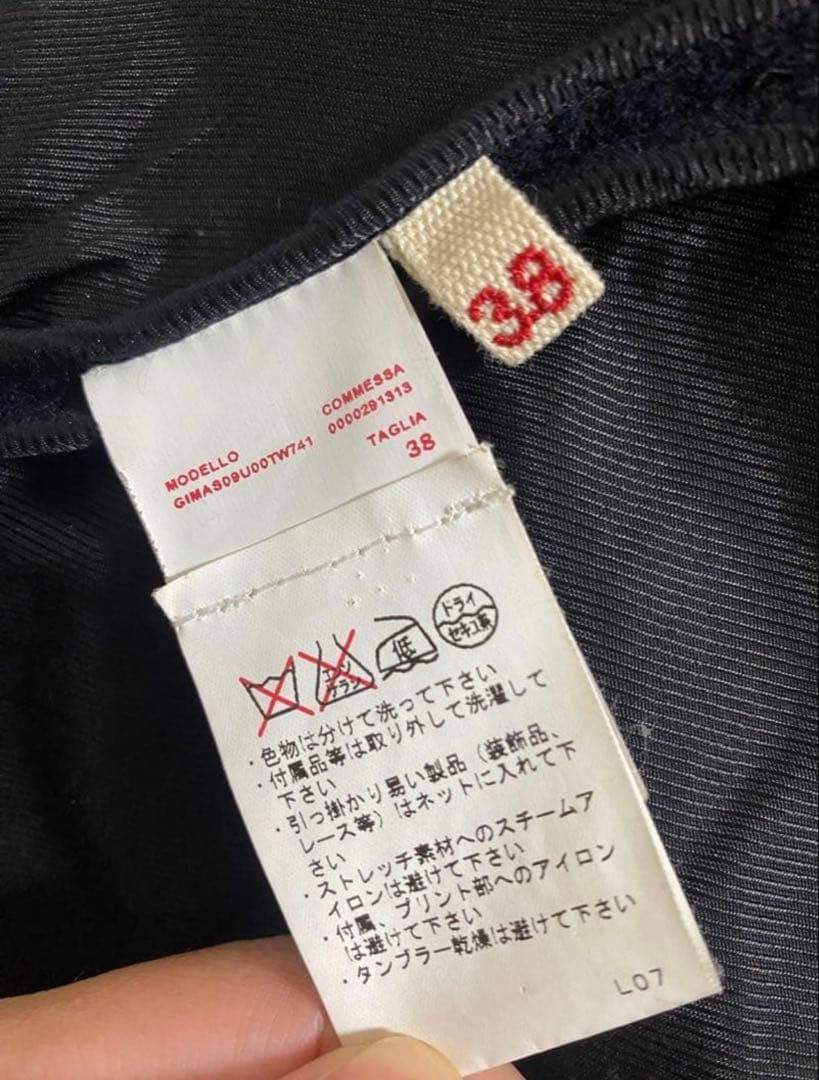 38
MODELLO
GIMAS09U00TW741
COMMESSA
0000291313
TAGLIA
38
エンソ
サラシ
低
ドライ
セキユ系
・色物は分けて洗って下さい
・付属品等は取り外して洗濯して
下さい
・引っ掛かり易い製品（装飾品、
レース等）はネットに入れて下
さい
・ストレッチ素材へのスチームア
イロンは避けて下さい
・付属、プリント部へのアイロン
は避けて下さい
・タンブラー乾燥は避けて下さい
L07